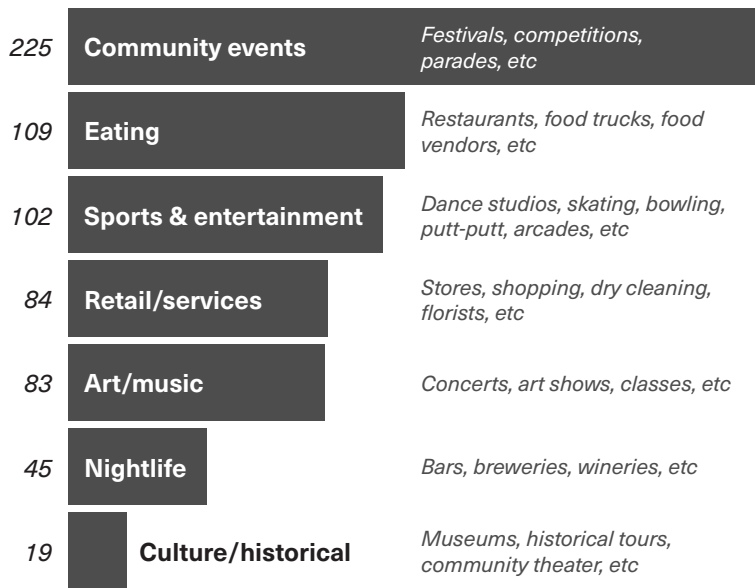 225 Community events Festivals, competitions,
parades, etc
109 Eating Restaurants, food trucks, food
vendors, etc
102 Sports & entertainment Dance studios, skating, bowling,
putt-putt, arcades, etc
84 Retail/services Stores, shopping, dry cleaning,
florists, etc
83 Art/music Concerts, art shows, classes, etc
45 Nightlife Bars, breweries, wineries, etc
19 Culture/historical Museums, historical tours,
community theater, etc